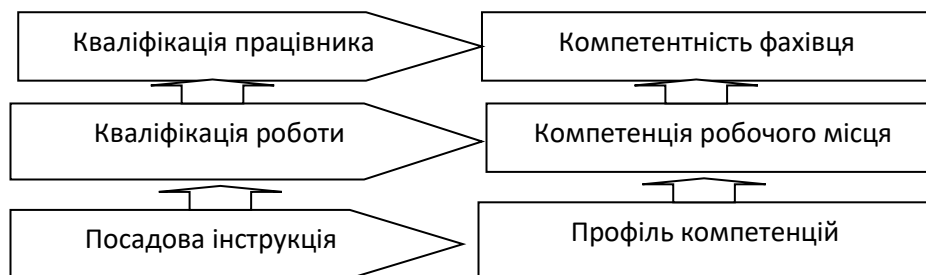 Кваліфікація працівника
Компетентність фахівця
Кваліфікація роботи
Компетенція робочого місця
Посадова інструкція
Профіль компетенцій